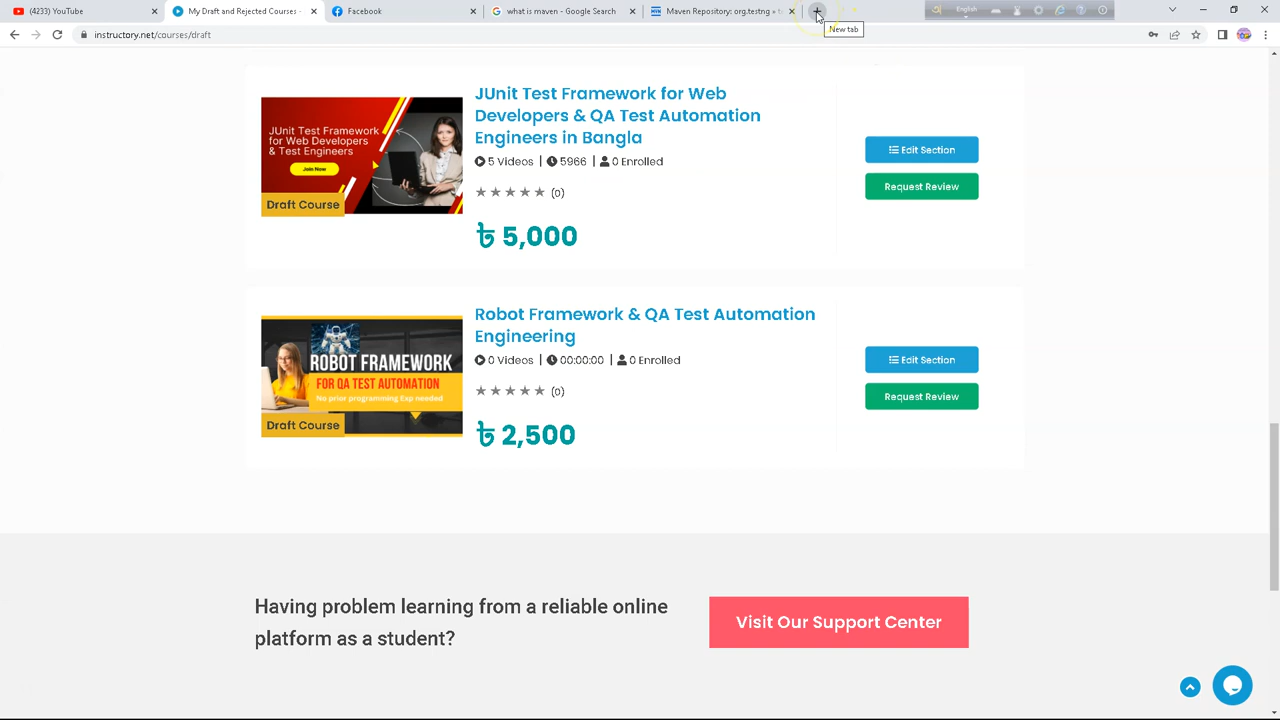 (4233) YouTube
My Draft and Rejected Courses -
Facebook
what is maven - Google Search
Maven Repository: org.testng » t
English
New tab
instructory.net/courses/draft
JUnit Test Framework
for Web Developers
& Test Engineers
Join Now
Draft Course
JUnit Test Framework for Web
Developers & QA Test Automation
Engineers in Bangla
5 Videos | 5966 | 0 Enrolled
(0)
৳ 5,000
Edit Section
Request Review
ROBOT FRAMEWORK
FOR QA TEST AUTOMATION
No prior programming Exp needed
Draft Course
Robot Framework & QA Test Automation
Engineering
0 Videos | 00:00:00 | 0 Enrolled
(0)
৳ 2,500
Edit Section
Request Review
Having problem learning from a reliable online
platform as a student?
Visit Our Support Center